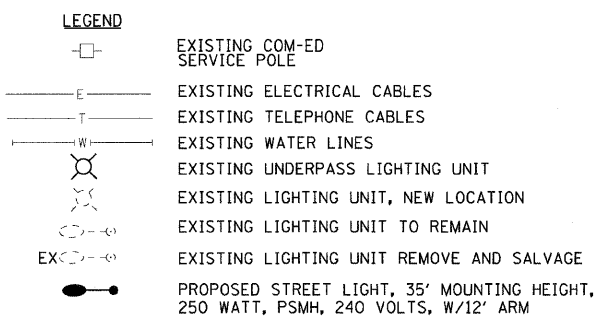 LEGEND
EXISTING COM-ED
SERVICE POLE
E EXISTING ELECTRICAL CABLES
T EXISTING TELEPHONE CABLES
W EXISTING WATER LINES
EXISTING UNDERPASS LIGHTING UNIT
EXISTING LIGHTING UNIT, NEW LOCATION
EXISTING LIGHTING UNIT TO REMAIN
EX EXISTING LIGHTING UNIT REMOVE AND SALVAGE
PROPOSED STREET LIGHT, 35' MOUNTING HEIGHT,
250 WATT, PSMH, 240 VOLTS, W/12' ARM